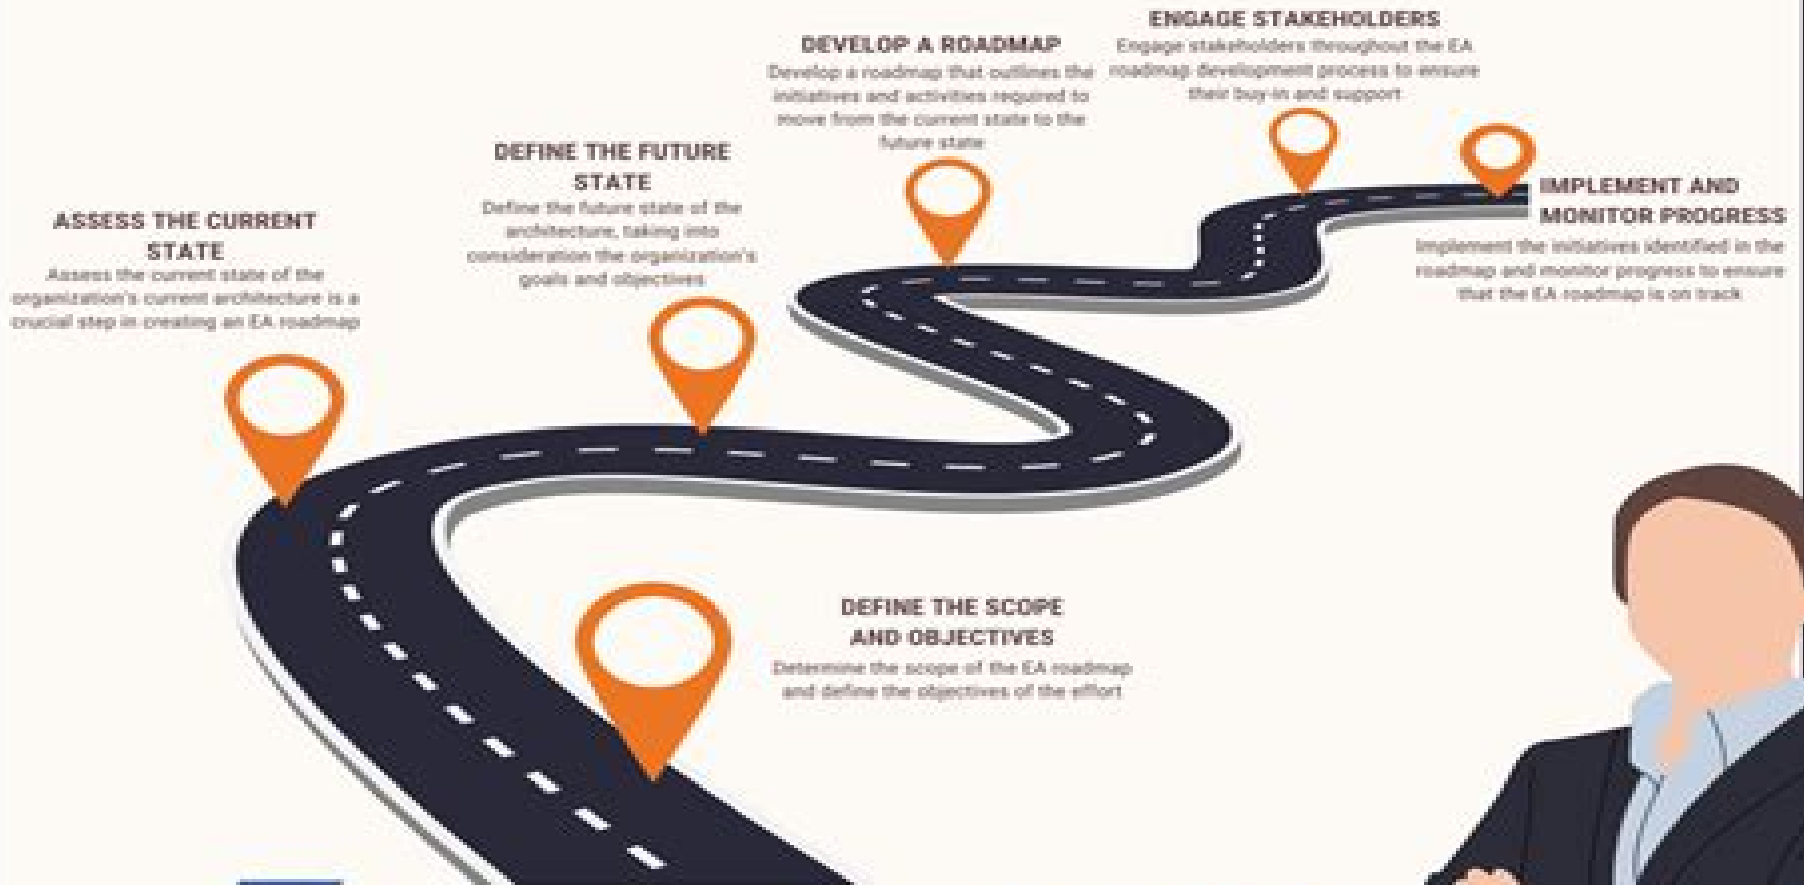 ENGAGE STAKEHOLDERS
Engage stakeholders throughout the EA
roadmap development process to ensure
their buy-in and support
DEVELOP A ROADMAP
Develop a roadmap that outlines the
initiatives and activities required to
move from the current state to the
future state
DEFINE THE FUTURE
STATE
Define the future state of the
architecture, taking into
consideration the organization's
goals and objectives
IMPLEMENT AND
MONITOR PROGRESS
Implement the initiatives identified in the
roadmap and monitor progress to ensure
that the EA roadmap is on track
ASSESS THE CURRENT
STATE
Assess the current state of the
organization's current architecture is a
crucial step in creating an EA roadmap
DEFINE THE SCOPE
AND OBJECTIVES
Determine the scope of the EA roadmap
and define the objectives of the effort